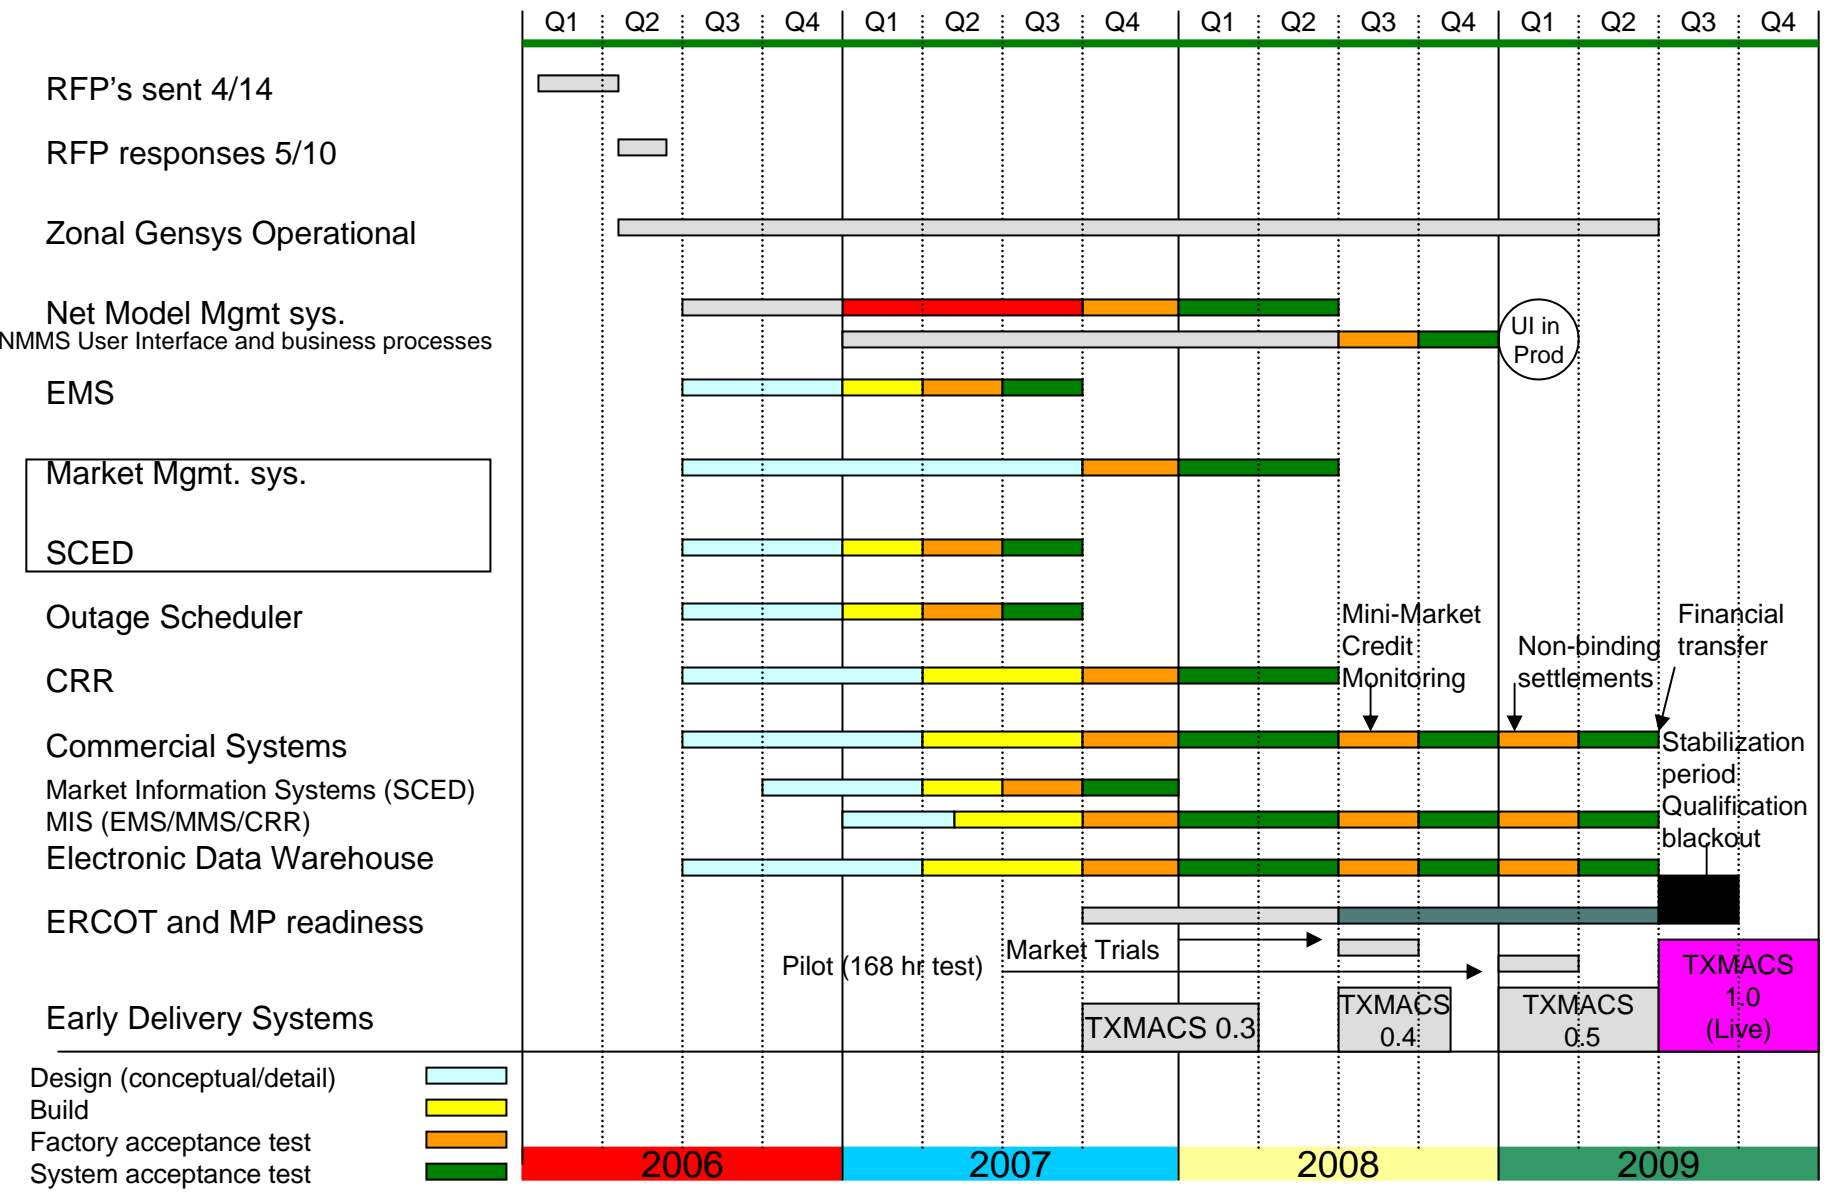 Q1 Q2 Q3 Q4 Q1 Q2 Q3 Q4 Q1 Q2 Q3 Q4 Q1 Q2 Q3 Q4
RFP's sent 4/14
RFP responses 5/10
Zonal Gensys Operational
Net Model Mgmt sys.
NMMS User Interface and business processes
UI in
Prod
EMS
Market Mgmt. sys.
SCED
Outage Scheduler
Mini-Market
Credit
Monitoring
Non-binding
settlements
Financial
transfer
CRR
Commercial Systems
Stabilization
period
Qualification
blackout
Market Information Systems (SCED)
MIS (EMS/MMS/CRR)
Electronic Data Warehouse
ERCOT and MP readiness
Market Trials
Pilot (168 hr test)
Early Delivery Systems
TXMACS 0.3
TXMACS
0.4
TXMACS
0.5
TXMACS
1.0
(Live)
Design (conceptual/detail)
Build
Factory acceptance test
System acceptance test
2006 2007 2008 2009